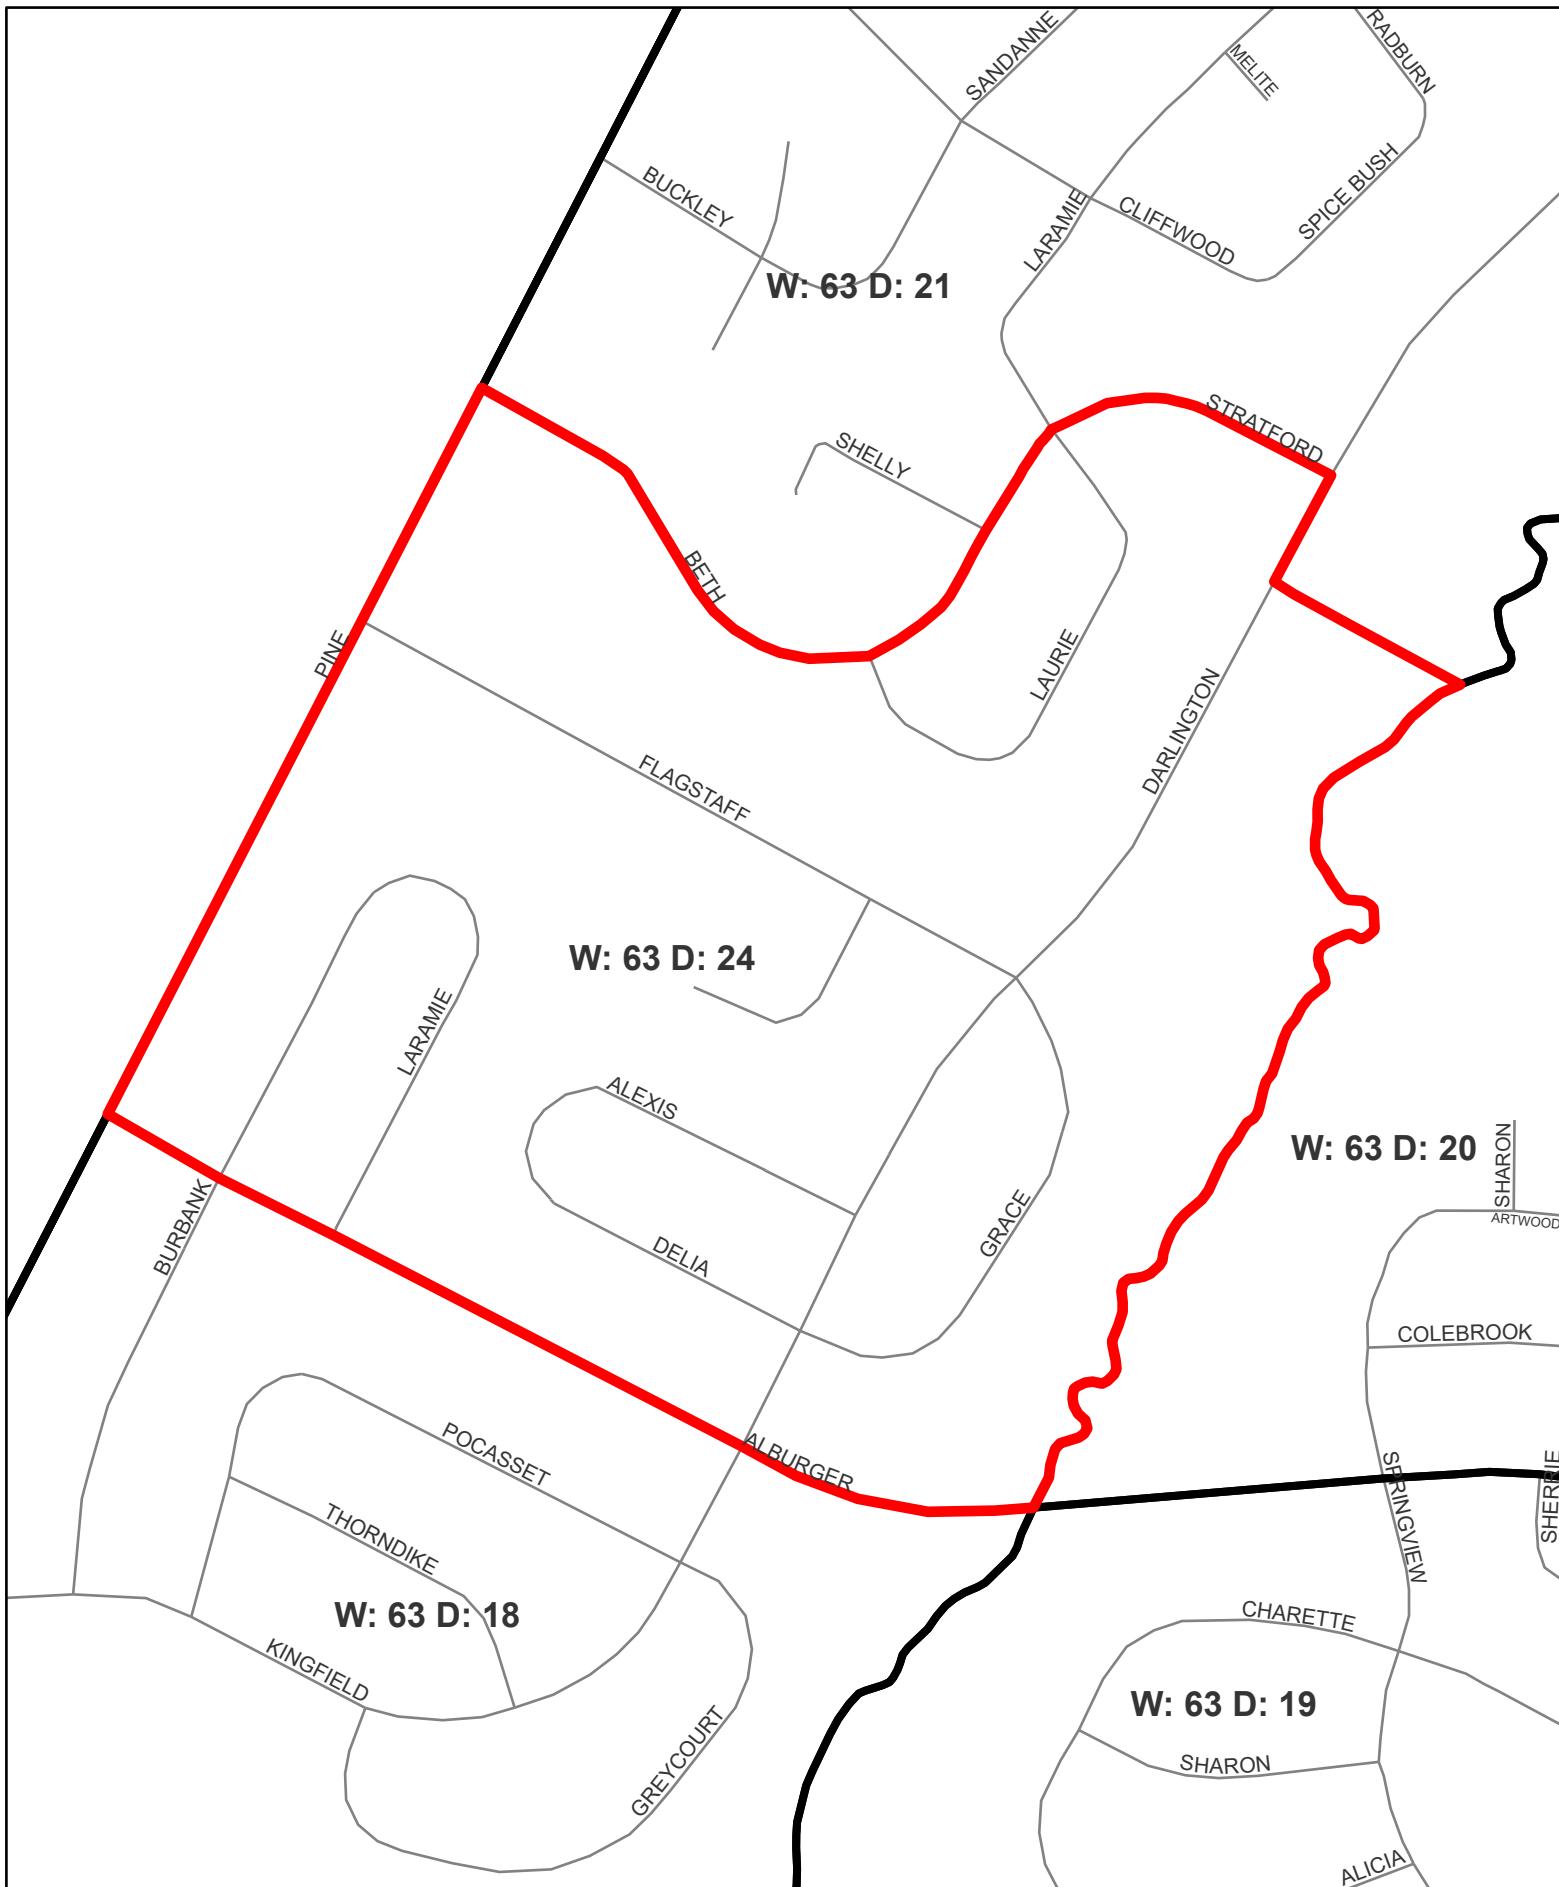 SANDANNE
RADBURN
MELITE
BUCKLEY
LARAMIE
CLIFFWOOD
SPICE BUSH
W: 63 D: 21
STRATFORD
SHELLY
BETH
PINE
LAURIE
DARLINGTON
FLAGSTAFF
W: 63 D: 24
LARAMIE
ALEXIS
W: 63 D: 20
SHARON
ARTWOOD
BURBANK
GRACE
DELIA
COLEBROOK
POCASSET
ALBURGER
SPRINGVIEW
SHERRIE
THORNDIKE
W: 63 D: 18
CHARETTE
KINGFIELD
W: 63 D: 19
GREYCOURT
SHARON
ALICIA